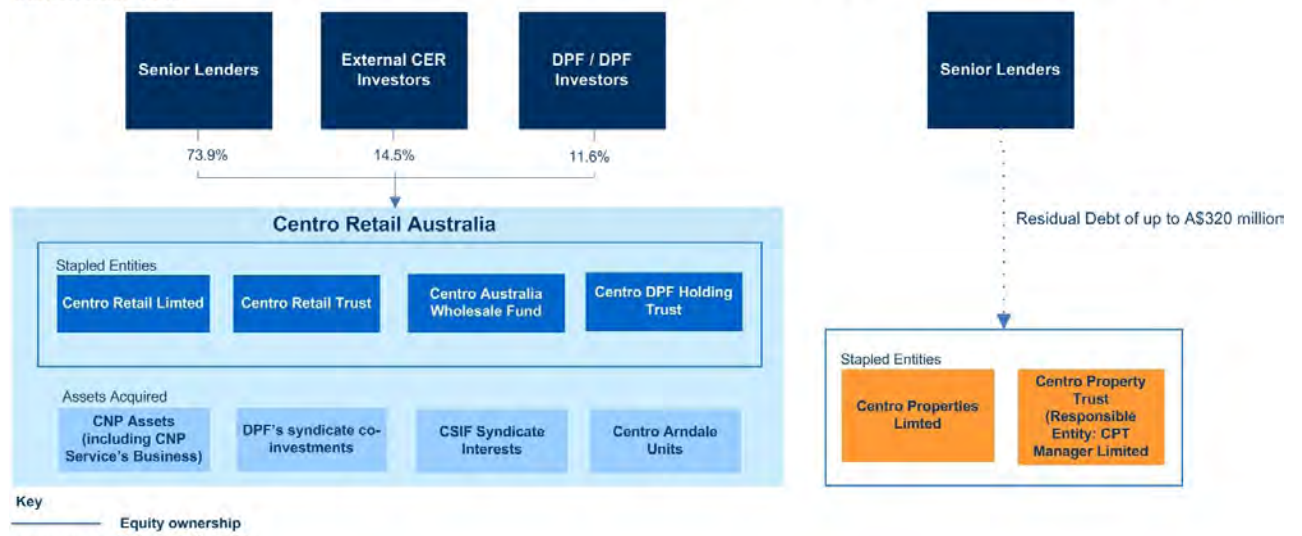 Senior Lenders
External CER
Investors
DPF / DPF
Investors
Senior Lenders
73.9%
14.5%
11.6%
Residual Debt of up to A$320 million
Centro Retail Australia
Stapled Entities
Centro Retail Limted
Centro Retail Trust
Centro Australia
Wholesale Fund
Centro DPF Holding
Trust
Assets Acquired
CNP Assets
(including CNP
Service's Business)
DPF's syndicate co-
investments
CSIF Syndicate
Interests
Centro Arndale
Units
Stapled Entities
Centro Properties
Limted
Centro Property
Trust
(Responsible
Entity: CPT
Manager Limited
Key
Equity ownership